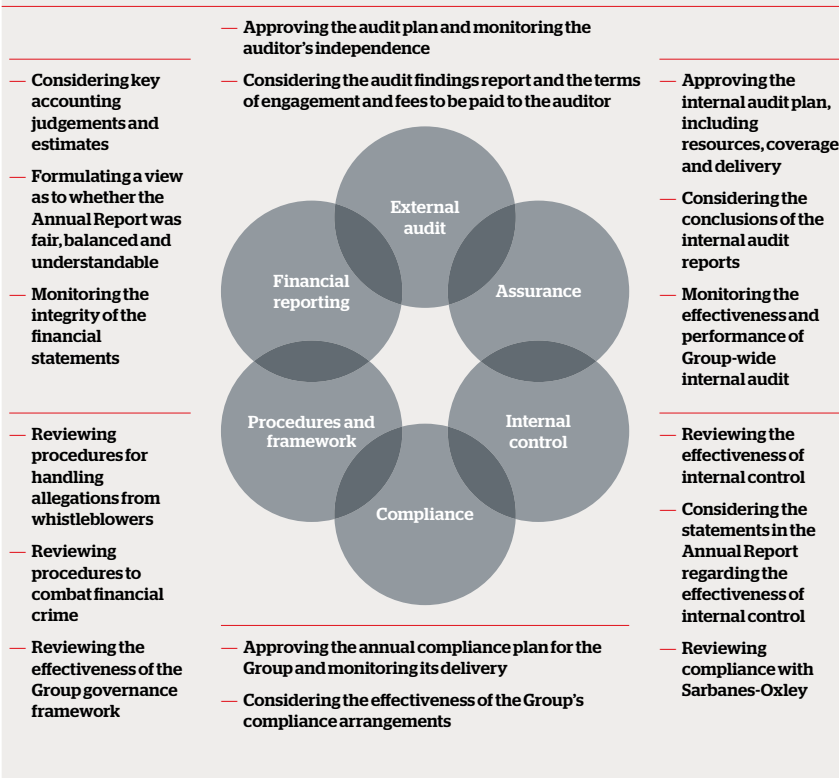 — Approving the audit plan and monitoring the
auditor's independence
— Considering the audit findings report and the terms
of engagement and fees to be paid to the auditor
— Considering key
accounting
judgements and
estimates
— Formulating a view
as to whether the
Annual Report was
fair, balanced and
understandable
— Monitoring the
integrity of the
financial
statements
— Approving the
internal audit plan,
including
resources, coverage
and delivery
— Considering the
conclusions of the
internal audit
reports
— Monitoring the
effectiveness and
performance of
Group-wide
internal audit
External
audit
Financial
reporting
Assurance
Procedures and
framework
Internal
control
Compliance
— Reviewing
procedures for
handling
allegations from
whistleblowers
— Reviewing
procedures to
combat financial
crime
— Reviewing the
effectiveness of the
Group governance
framework
— Reviewing the
effectiveness of
internal control
— Considering the
statements in the
Annual Report
regarding the
effectiveness of
internal control
— Reviewing
compliance with
Sarbanes-Oxley
— Approving the annual compliance plan for the
Group and monitoring its delivery
— Considering the effectiveness of the Group's
compliance arrangements